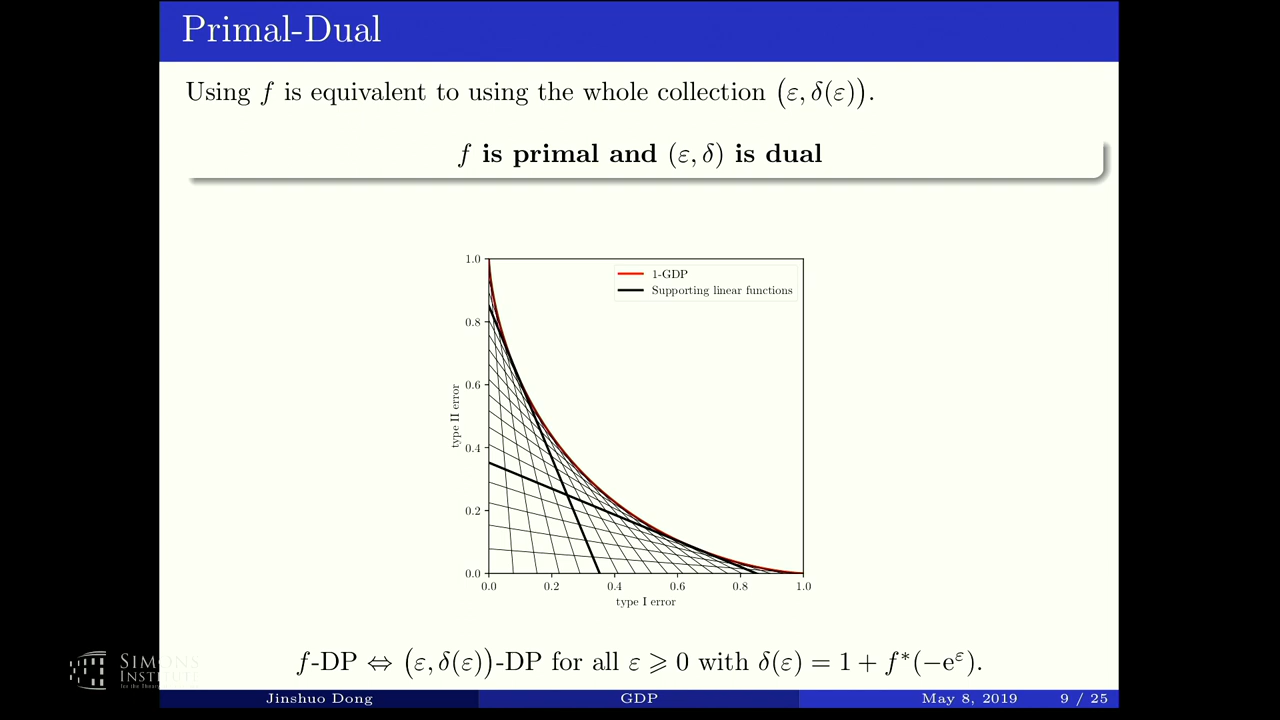 Primal-Dual
Using f is equivalent to using the whole collection (ε, δ(ε)).
f is primal and (ε, δ) is dual
1.0
0.8
0.6
0.4
0.2
0.0
type II error
1-GDP
Supporting linear functions
0.0 0.2 0.4 0.6 0.8 1.0
type I error
f-DP ⇔ (ε, δ(ε))-DP for all ε ⩾ 0 with δ(ε) = 1 + f*(−e^ε).
SIMONS
INSTITUTE
Jinshuo Dong GDP May 8, 2019 9 / 25